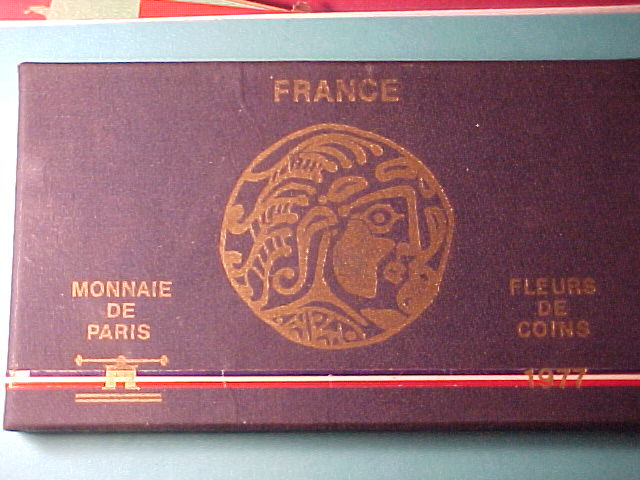 FRANCE
MONNAIE
DE
PARIS
FLEURS
DE
COINS
1977